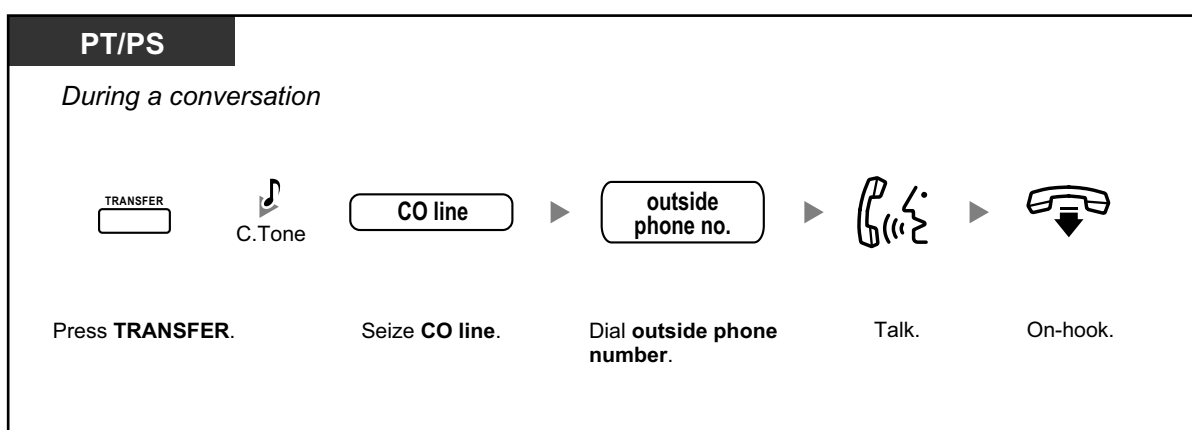 PT/PS
During a conversation
TRANSFER
C.Tone
CO line
outside
phone no.
Press TRANSFER.
Seize CO line.
Dial outside phone
number.
Talk.
On-hook.